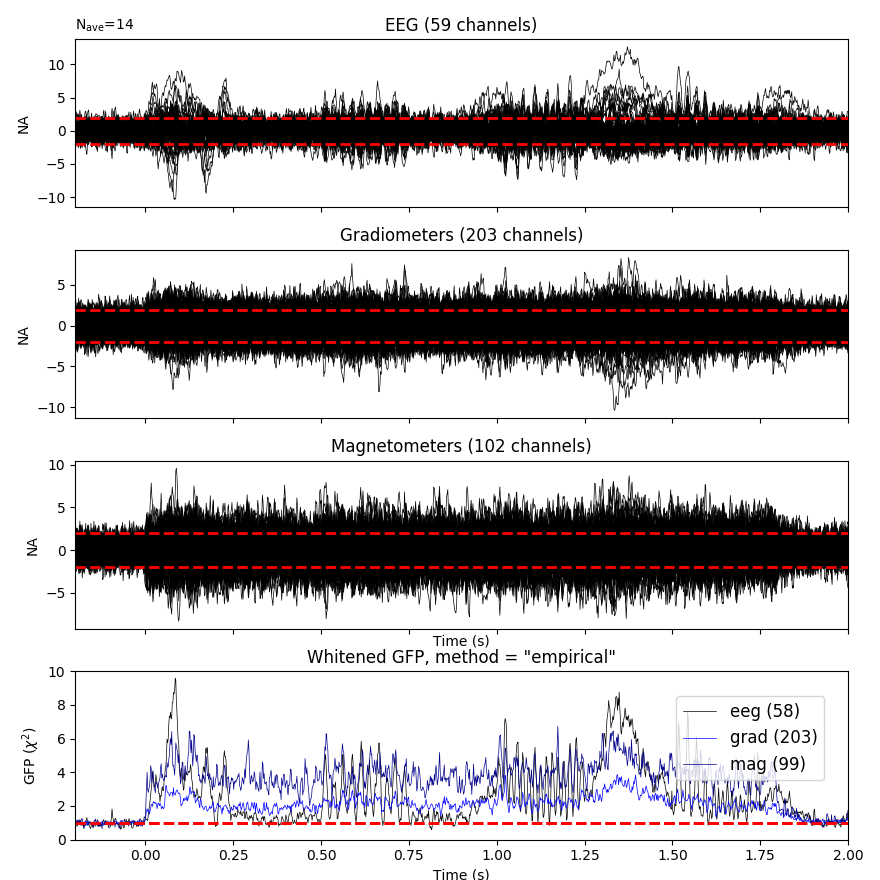 Nave=14
EEG (59 channels)
10
5
0
−5
−10
NA
Gradiometers (203 channels)
5
0
−5
−10
NA
Magnetometers (102 channels)
10
5
0
−5
NA
Time (s)
Whitened GFP, method = "empirical"
10
8
6
4
2
0
GFP (χ²)
eeg (58)
grad (203)
mag (99)
0.00 0.25 0.50 0.75 1.00 1.25 1.50 1.75 2.00
Time (s)